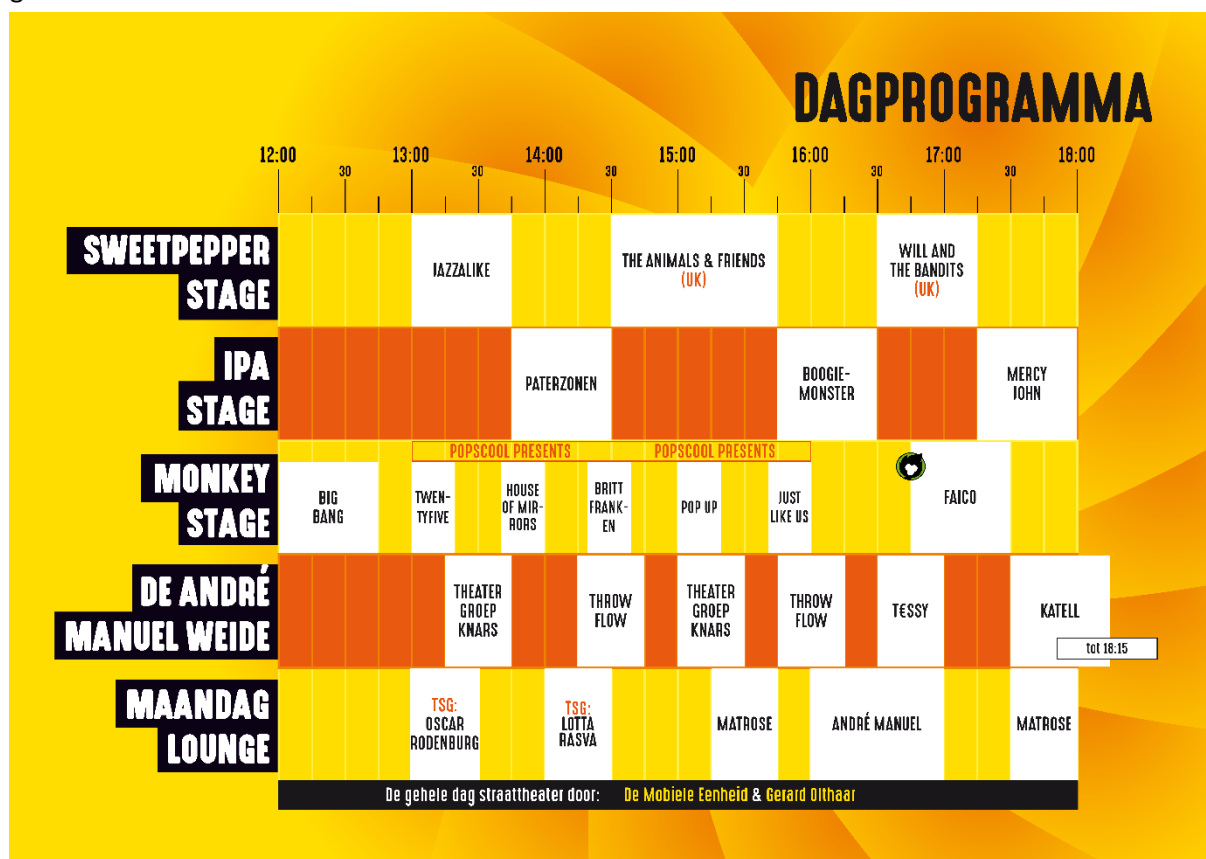 g
DAGPROGRAMMA
12:00 13:00 14:00 15:00 16:00 17:00 18:00
30 30 30 30 30 30
SWEETPEPPER
STAGE
JAZZALIKE
THE ANIMALS & FRIENDS
(UK)
WILL AND
THE BANDITS
(UK)
IPA
STAGE
PATERZONEN
BOOGIE-
MONSTER
MERCY
JOHN
MONKEY
STAGE
POPSCOOL PRESENTS POPSCOOL PRESENTS
BIG
BANG
TWEN-
TYFIVE
HOUSE
OF MIR-
RORS
BRITT
FRANK-
EN
POP UP
JUST
LIKE US
FAICO
DE ANDRÉ
MANUEL WEIDE
THEATER
GROEP
KNARS
THROW
FLOW
THEATER
GROEP
KNARS
THROW
FLOW
T€SSY
KATELL
tot 18:15
MAANDAG
LOUNGE
TSG:
OSCAR
RODENBURG
TSG:
LOTTA
RASVA
MATROSE
ANDRÉ MANUEL
MATROSE
De gehele dag straattheater door: De Mobiele Eenheid & Gerard Olthaar